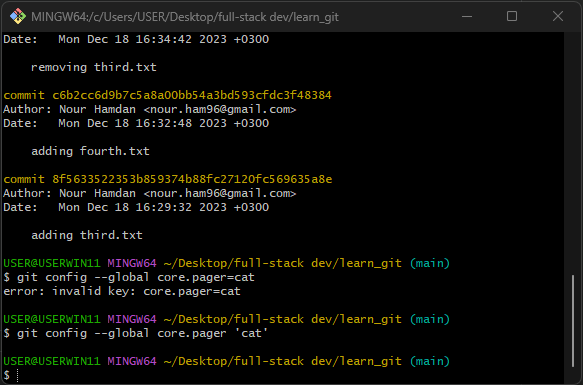 MINGW64:/c/Users/USER/Desktop/full-stack dev/learn_git
Date:   Mon Dec 18 16:34:42 2023 +0300
    removing third.txt
commit c6b2cc6d9b7c5a8a00bb54a3bd593cfdc3f48384
Author: Nour Hamdan <nour.ham96@gmail.com>
Date:   Mon Dec 18 16:32:48 2023 +0300
    adding fourth.txt
commit 8f5633522353b859374b88fc27120fc569635a8e
Author: Nour Hamdan <nour.ham96@gmail.com>
Date:   Mon Dec 18 16:29:32 2023 +0300
    adding third.txt
USER@USERWIN11 MINGW64 ~/Desktop/full-stack dev/learn_git (main)
$ git config --global core.pager=cat
error: invalid key: core.pager=cat
USER@USERWIN11 MINGW64 ~/Desktop/full-stack dev/learn_git (main)
$ git config --global core.pager 'cat'
USER@USERWIN11 MINGW64 ~/Desktop/full-stack dev/learn_git (main)
$